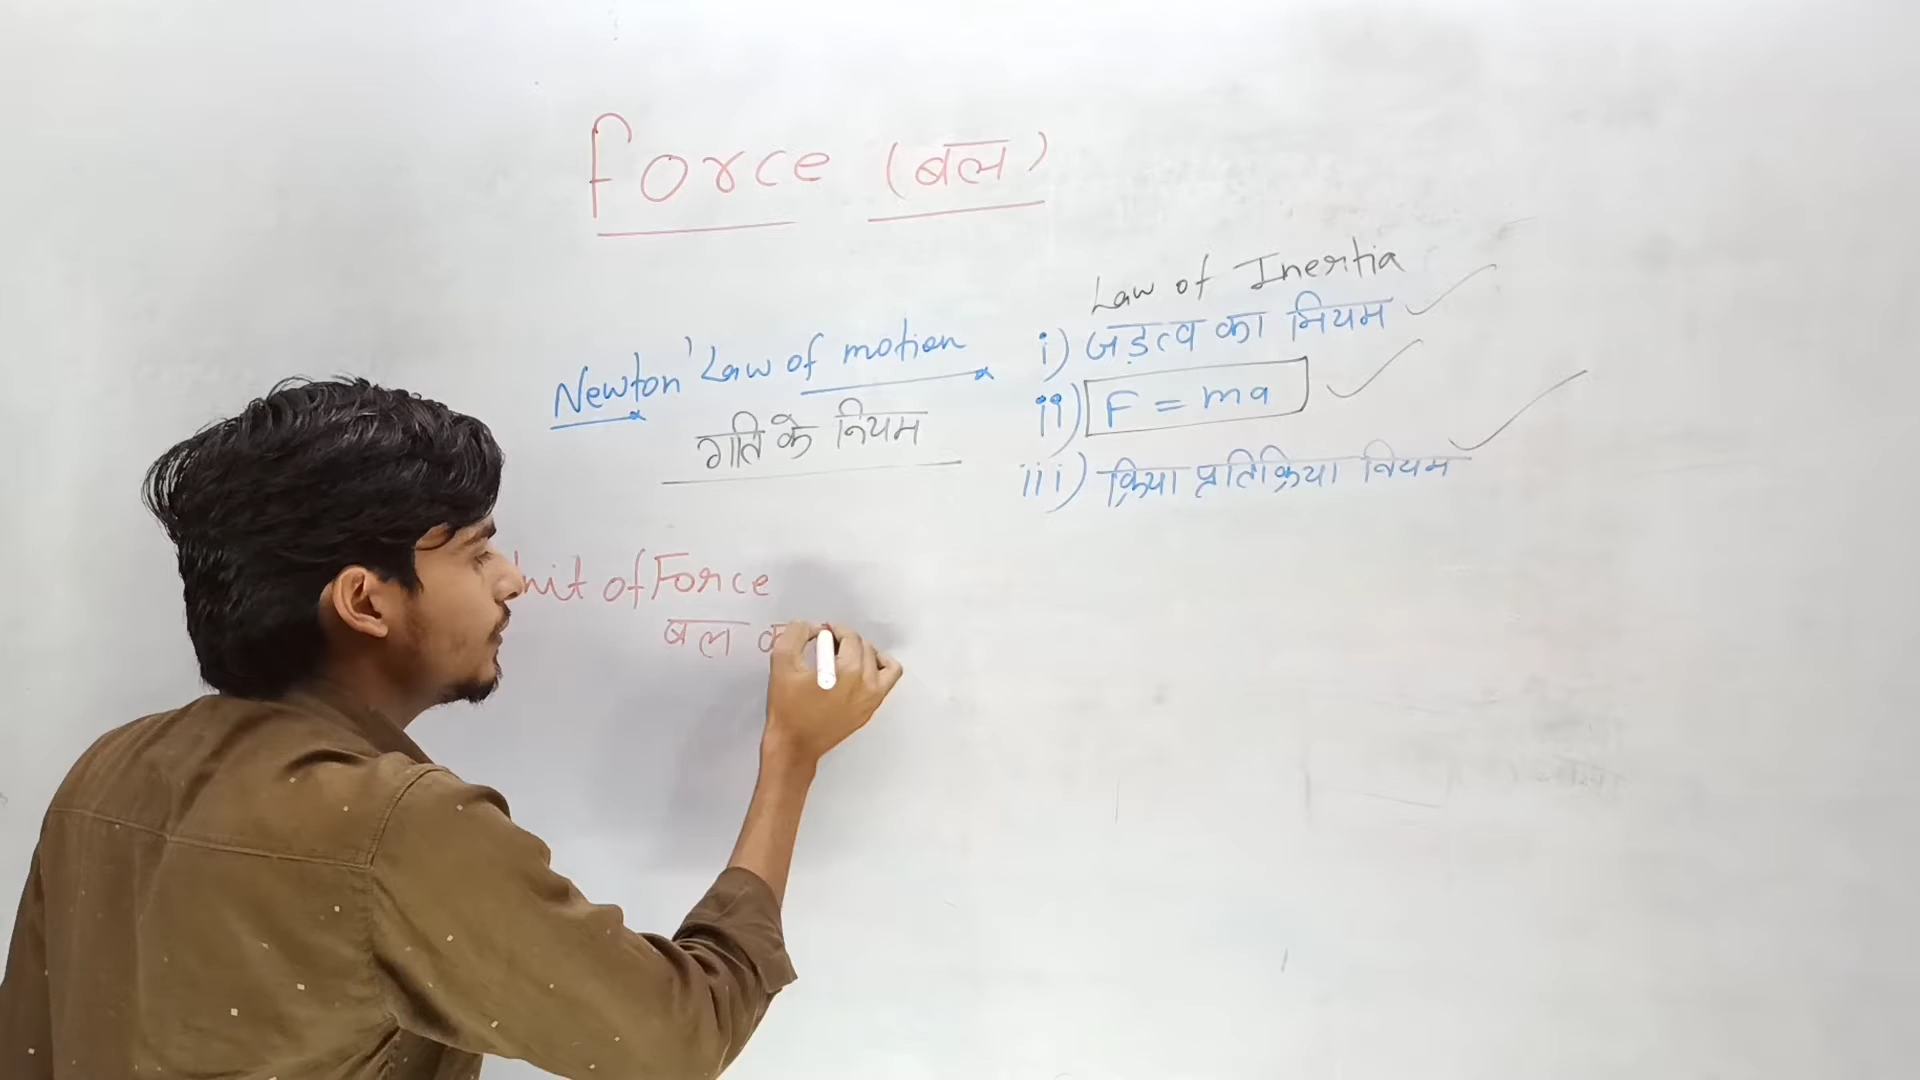 Force (बल)
Newton' Law of motion
गति के नियम
Law of Inertia
i) जड़त्व का नियम
ii) F = ma
iii) क्रिया प्रतिक्रिया नियम
of Force
बल